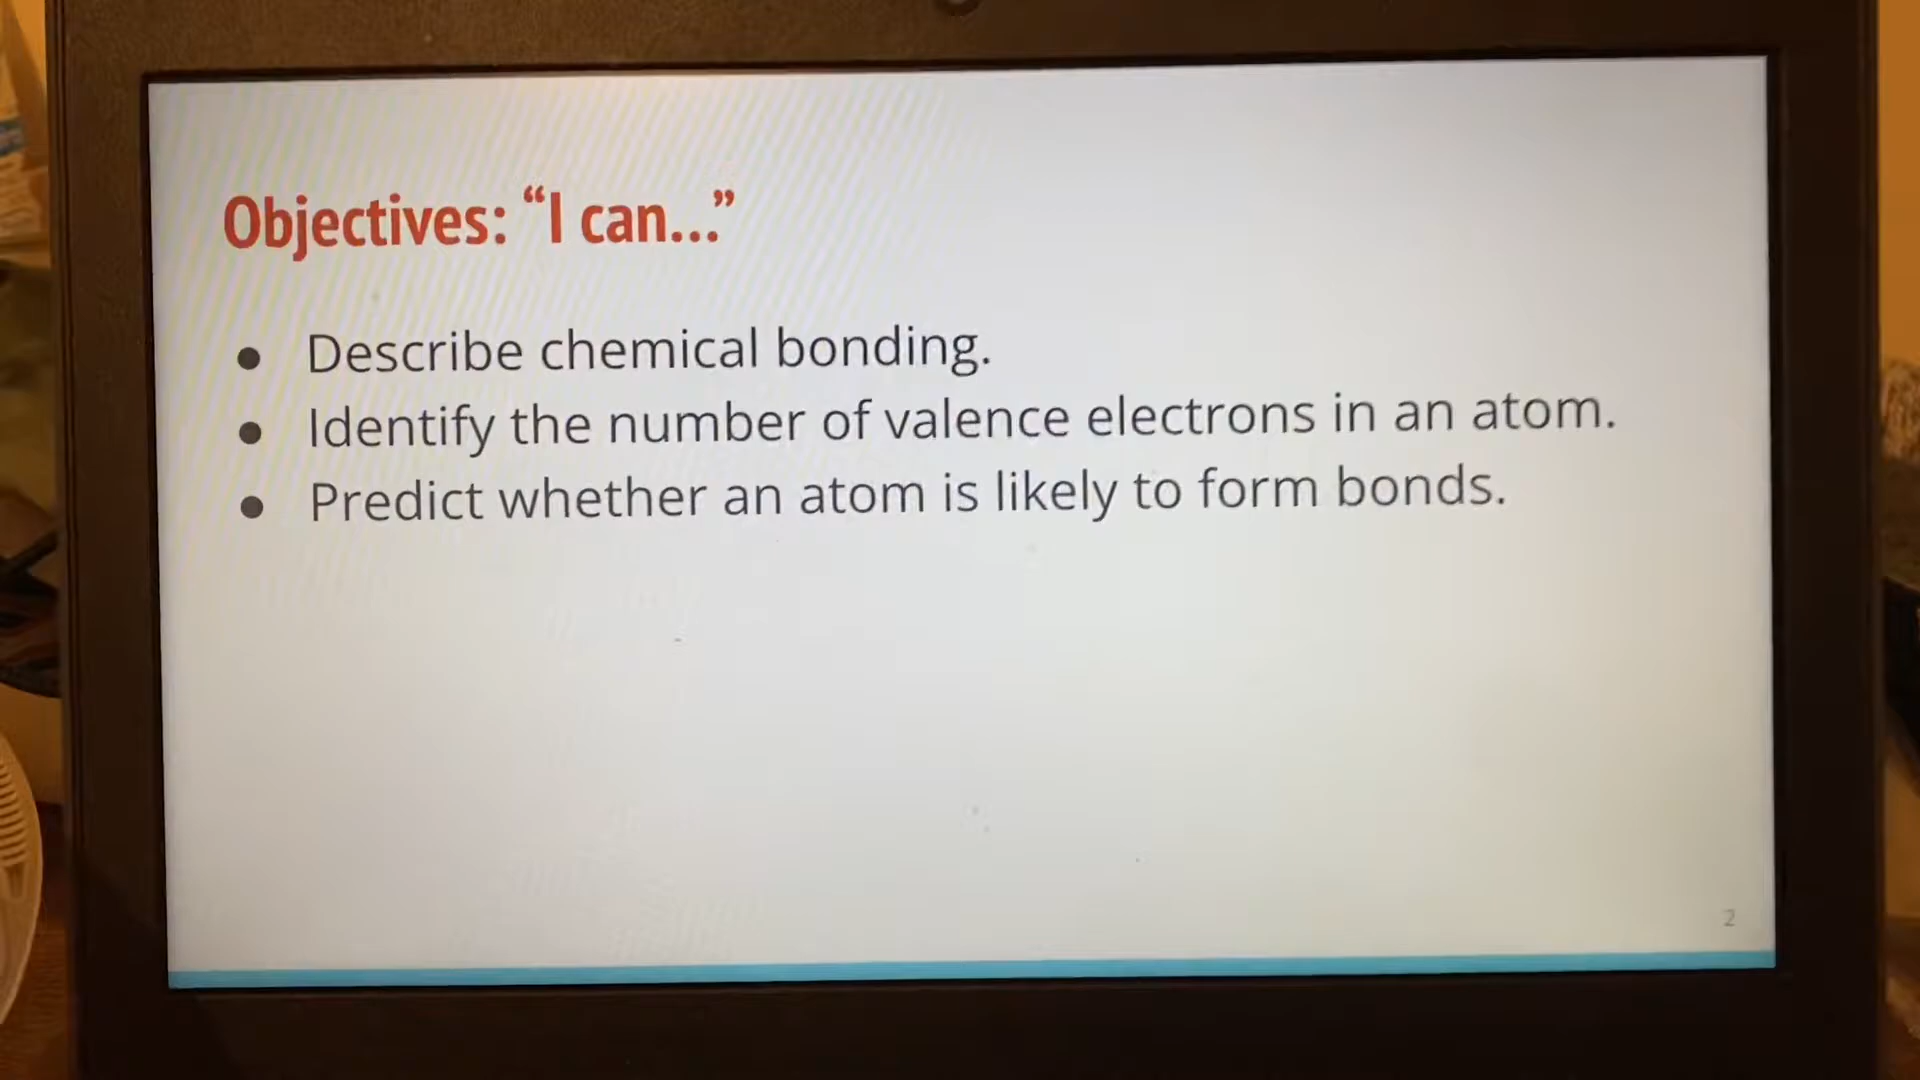 Objectives: “I can...”
● Describe chemical bonding.
● Identify the number of valence electrons in an atom.
● Predict whether an atom is likely to form bonds.
2